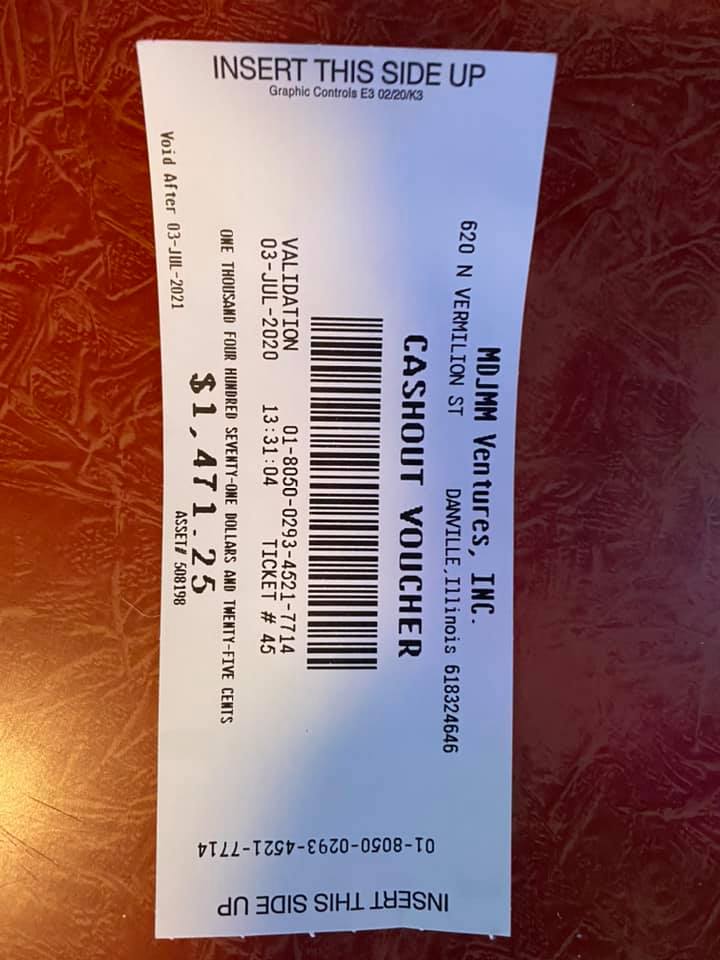 INSERT THIS SIDE UP
Graphic Controls E3 02/20/K3
MDJMM Ventures, INC.
620 N VERMILION ST DANVILLE,Illinois 618324646
CASHOUT VOUCHER
VALIDATION 01-8050-0293-4521-7714
03-JUL-2020 13:31:04 TICKET # 45
ONE THOUSAND FOUR HUNDRED SEVENTY-ONE DOLLARS AND TWENTY-FIVE CENTS
$1,471.25
Void After 03-JUL-2021 ASSET# 508198
01-8050-0293-4521-7714
INSERT THIS SIDE UP